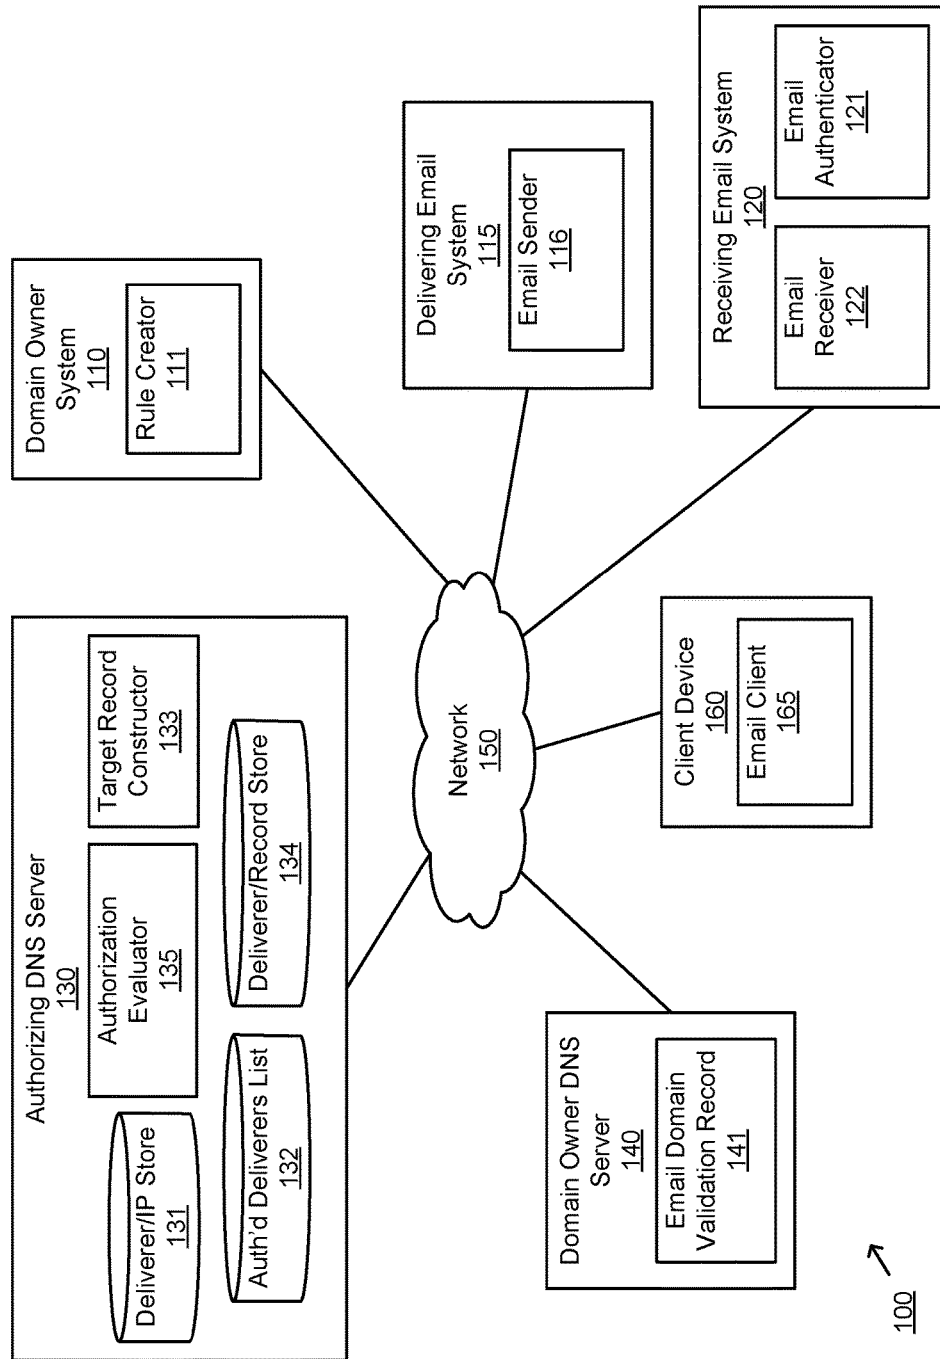 Authorizing DNS Server
130
Deliverer/IP Store
131
Authorization
Evaluator
135
Target Record
Constructor
133
Auth'd Deliverers List
132
Deliverer/Record Store
134
Domain Owner
System
110
Rule Creator
111
Delivering Email
System
115
Email Sender
116
Receiving Email System
120
Email
Receiver
122
Email
Authenticator
121
Network
150
Domain Owner DNS
Server
140
Email Domain
Validation Record
141
Client Device
160
Email Client
165
100